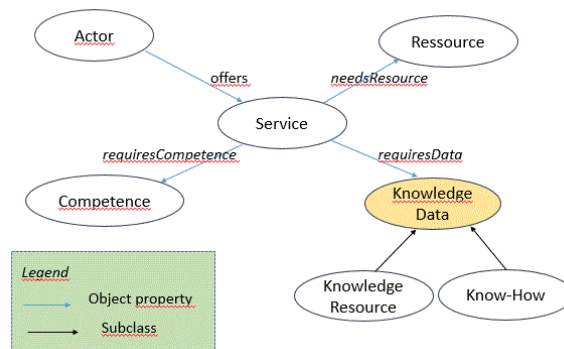 Actor
Ressource
offers
needsResource
Service
requiresCompetence
requiresData
Competence
Knowledge
Data
Legend
Object property
Subclass
Knowledge
Resource
Know-How